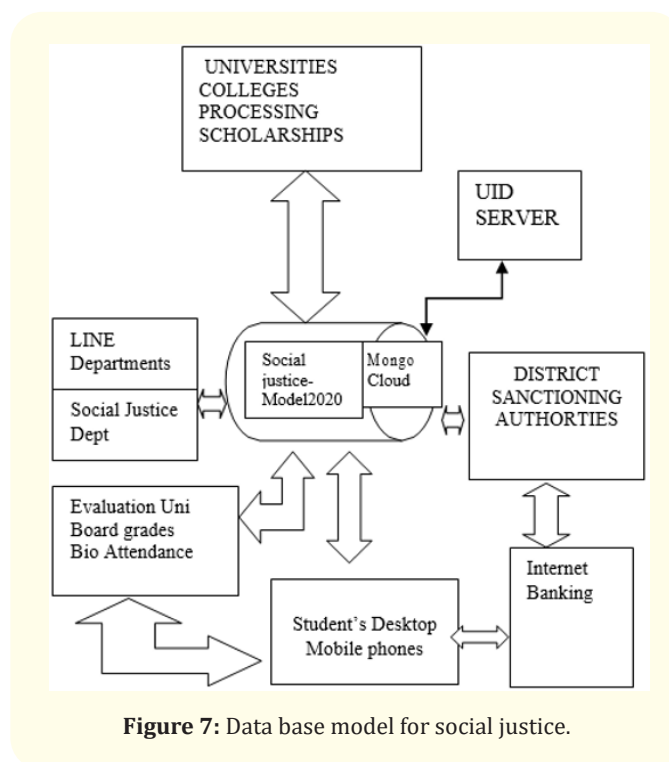 UNIVERSITIES
COLLEGES
PROCESSING
SCHOLARSHIPS
UID
SERVER
LINE
Departments
Social Justice
Dept
Social
justice-
Model2020
Mongo
Cloud
DISTRICT
SANCTIONING
AUTHORTIES
Evaluation Uni
Board grades
Bio Attendance
Student's Desktop
Mobile phones
Internet
Banking
Figure 7: Data base model for social justice.